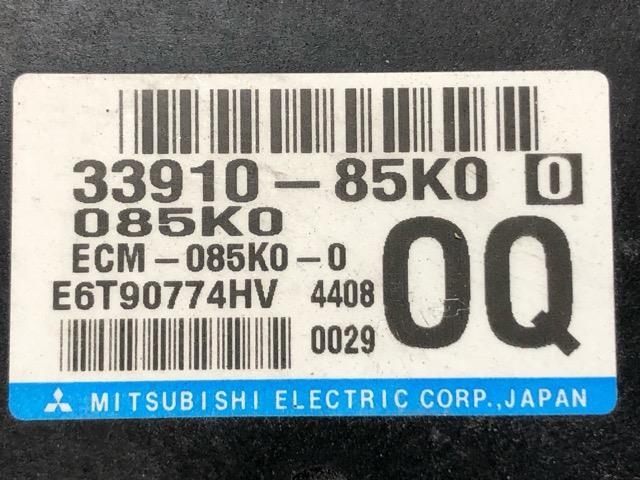 33910-85K0 0
085K0
ECM-085K0-0
E6T90774HV 4408
0029
0Q
MITSUBISHI ELECTRIC CORP., JAPAN